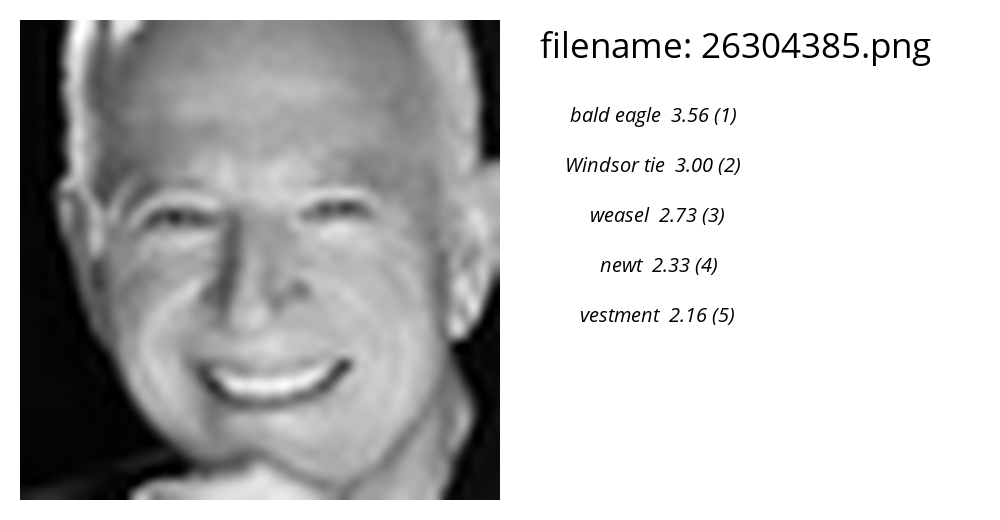 filename: 26304385.png
bald eagle 3.56 (1)
Windsor tie 3.00 (2)
weasel 2.73 (3)
newt 2.33 (4)
vestment 2.16 (5)